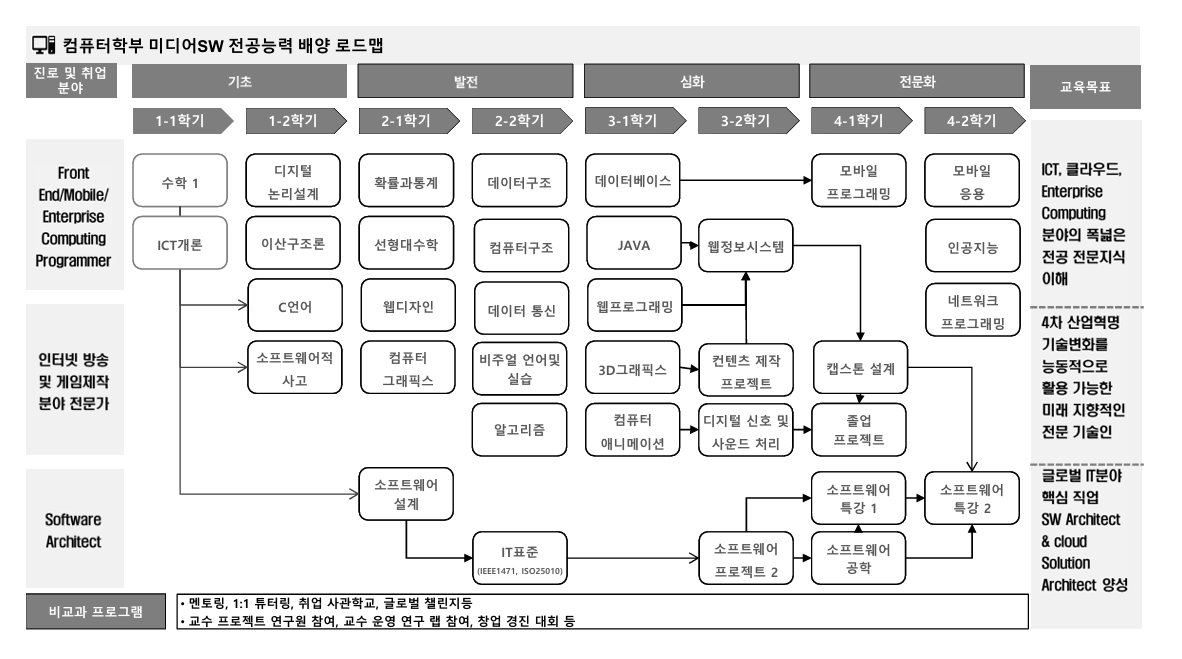 컴퓨터학부 미디어SW 전공능력 배양 로드맵
진로 및 취업
분야
기초
발전
심화
전문화
교육목표
1-1학기
1-2학기
2-1학기
2-2학기
3-1학기
3-2학기
4-1학기
4-2학기
Front
End/Mobile/
Enterprise
Computing
Programmer
인터넷 방송
및 게임제작
분야 전문가
Software
Architect
수학 1
ICT개론
디지털
논리설계
이산구조론
C언어
소프트웨어적
사고
확률과통계
선형대수학
웹디자인
컴퓨터
그래픽스
소프트웨어
설계
데이터구조
컴퓨터구조
데이터 통신
비주얼 언어및
실습
알고리즘
IT표준
(IEEE1471, ISO25010)
데이터베이스
JAVA
웹프로그래밍
3D그래픽스
컴퓨터
애니메이션
웹정보시스템
컨텐츠 제작
프로젝트
디지털 신호 및
사운드 처리
소프트웨어
프로젝트 2
모바일
프로그래밍
캡스톤 설계
졸업
프로젝트
소프트웨어
특강 1
소프트웨어
공학
모바일
응용
인공지능
네트워크
프로그래밍
소프트웨어
특강 2
ICT, 클라우드,
Enterprise
Computing
분야의 폭넓은
전공 전문지식
이해
4차 산업혁명
기술변화를
능동적으로
활용 가능한
미래 지향적인
전문 기술인
글로벌 IT분야
핵심 직업
SW Architect
& cloud
Solution
Architect 양성
비교과 프로그램
• 멘토링, 1:1 튜터링, 취업 사관학교, 글로벌 챌린지등
• 교수 프로젝트 연구원 참여, 교수 운영 연구 랩 참여, 창업 경진 대회 등